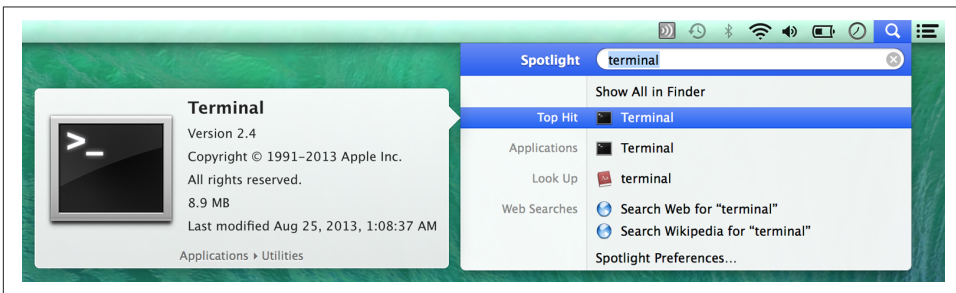 Spotlight terminal
Show All in Finder
Top Hit Terminal
Applications Terminal
Look Up terminal
Web Searches Search Web for “terminal”
Search Wikipedia for “terminal”
Spotlight Preferences…
Terminal
Version 2.4
Copyright © 1991–2013 Apple Inc.
All rights reserved.
8.9 MB
Last modified Aug 25, 2013, 1:08:37 AM
Applications ▸ Utilities
>_